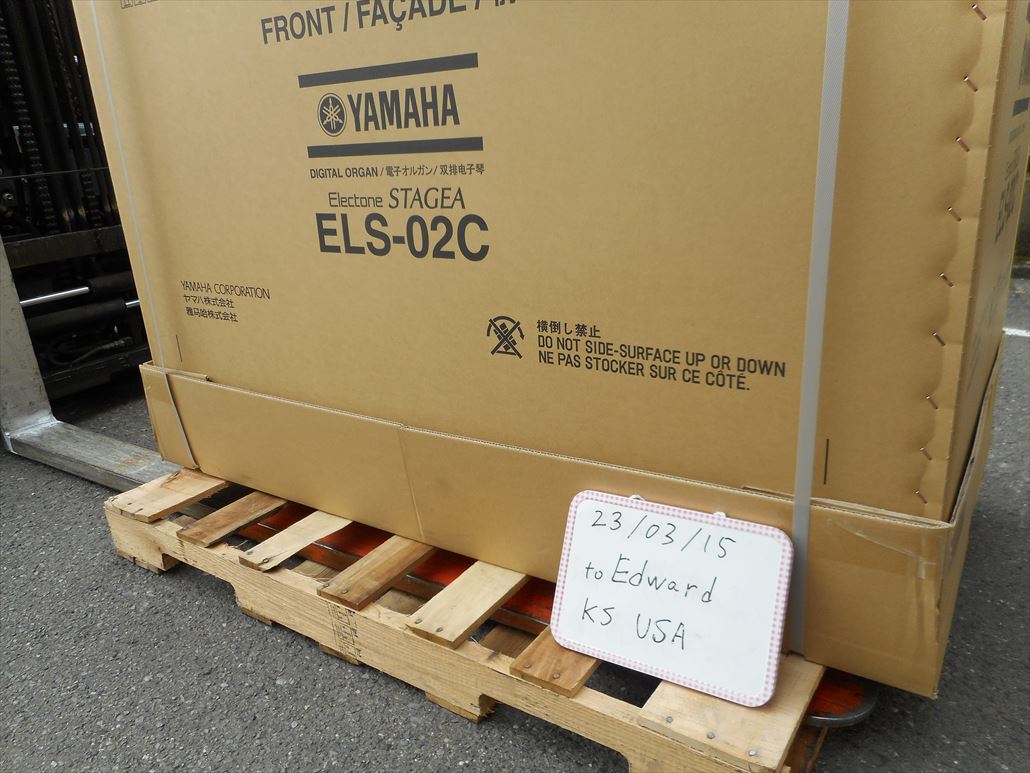 FRONT / FAÇADE /
YAMAHA
DIGITAL ORGAN / 電子オルガン / 双排电子琴
Electone STAGEA
ELS-02C
YAMAHA CORPORATION
ヤマハ株式会社
雅马哈株式会社
横倒し禁止
DO NOT SIDE-SURFACE UP OR DOWN
NE PAS STOCKER SUR CE CÔTÉ.
23/03/15
to Edward
KS USA